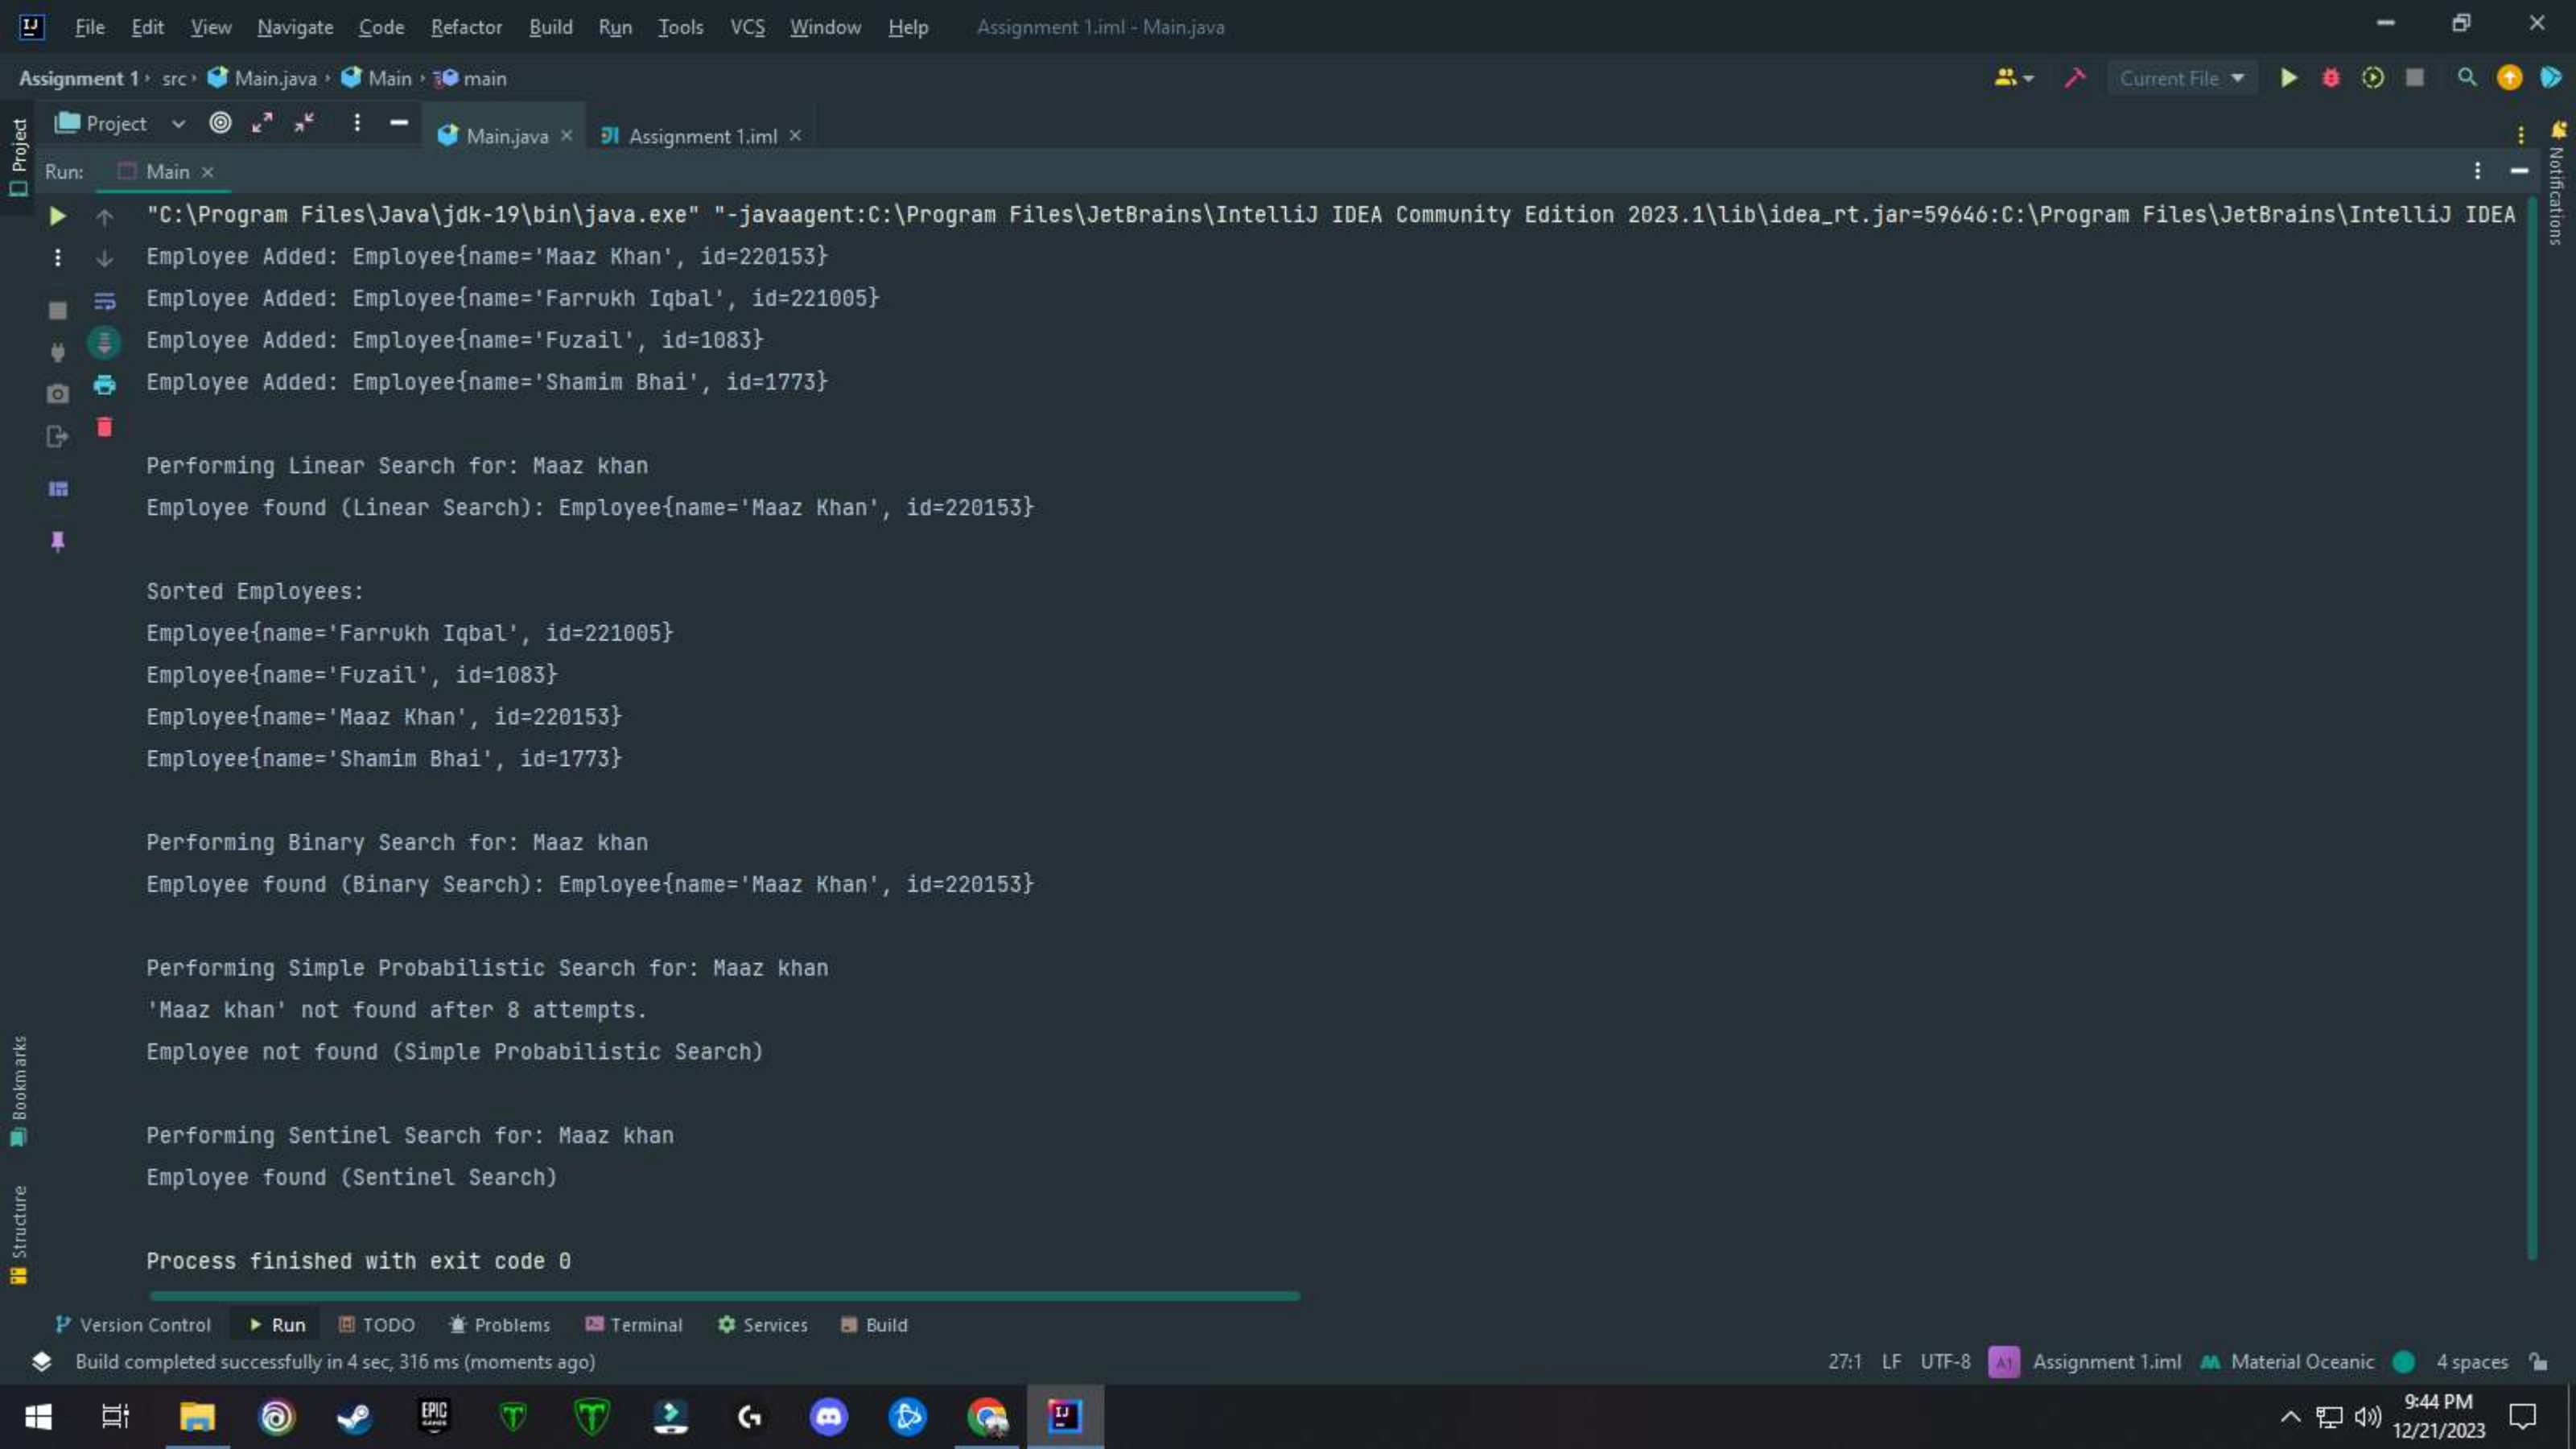 File Edit View Navigate Code Refactor Build Run Tools VCS Window Help Assignment 1.iml - Main.java
Assignment 1 src Main.java Main main Current File
Project Main.java Assignment 1.iml
Project
Notifications
Run: Main
"C:\Program Files\Java\jdk-19\bin\java.exe" "-javaagent:C:\Program Files\JetBrains\IntelliJ IDEA Community Edition 2023.1\lib\idea_rt.jar=59646:C:\Program Files\JetBrains\IntelliJ IDEA
Employee Added: Employee{name='Maaz Khan', id=220153}
Employee Added: Employee{name='Farrukh Iqbal', id=221005}
Employee Added: Employee{name='Fuzail', id=1083}
Employee Added: Employee{name='Shamim Bhai', id=1773}
Performing Linear Search for: Maaz khan
Employee found (Linear Search): Employee{name='Maaz Khan', id=220153}
Sorted Employees:
Employee{name='Farrukh Iqbal', id=221005}
Employee{name='Fuzail', id=1083}
Employee{name='Maaz Khan', id=220153}
Employee{name='Shamim Bhai', id=1773}
Performing Binary Search for: Maaz khan
Employee found (Binary Search): Employee{name='Maaz Khan', id=220153}
Performing Simple Probabilistic Search for: Maaz khan
'Maaz khan' not found after 8 attempts.
Employee not found (Simple Probabilistic Search)
Performing Sentinel Search for: Maaz khan
Employee found (Sentinel Search)
Process finished with exit code 0
Bookmarks
Structure
Version Control Run TODO Problems Terminal Services Build
Build completed successfully in 4 sec, 316 ms (moments ago) 27:1 LF UTF-8 A1 Assignment 1.iml Material Oceanic 4 spaces
EPIC GAMES
IJ
9:44 PM
12/21/2023